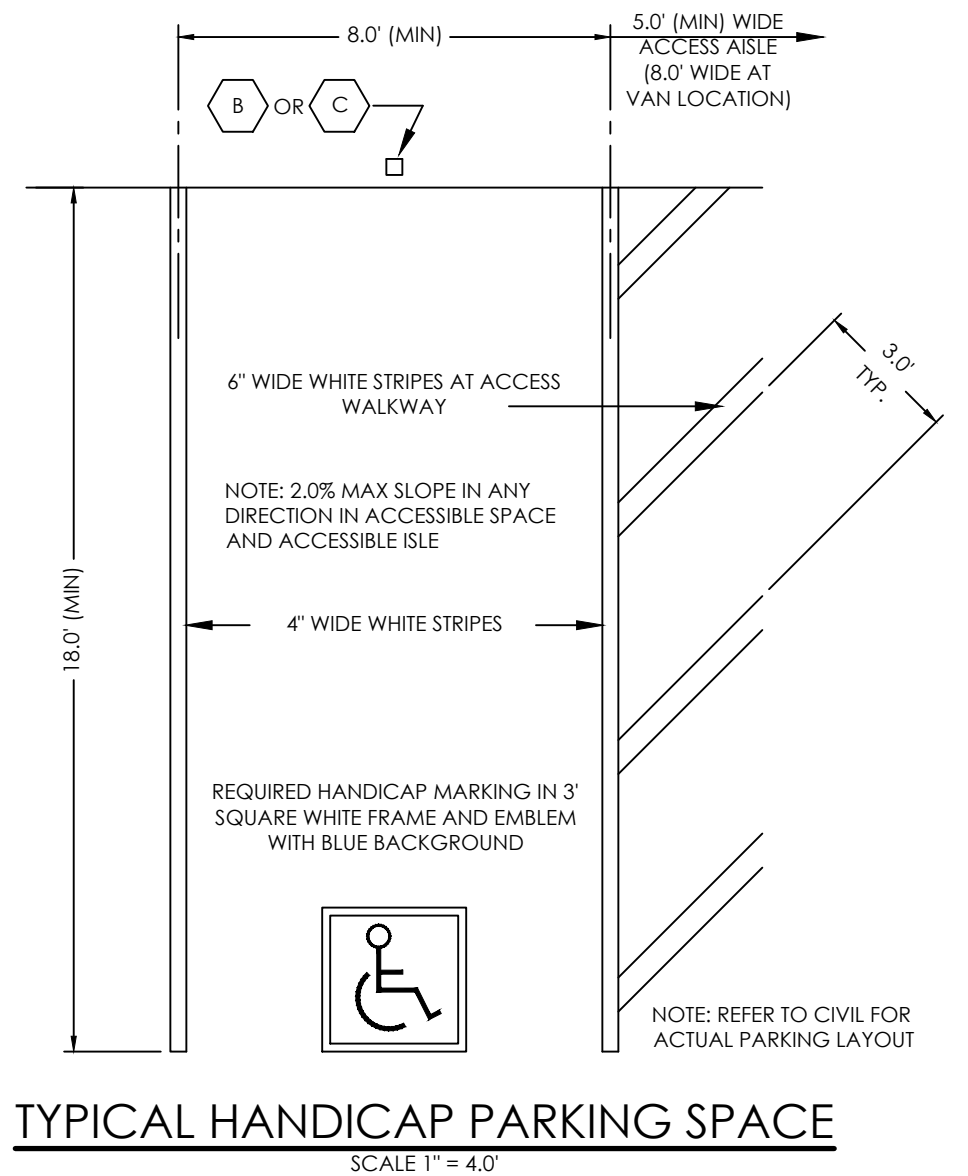 8.0' (MIN)
5.0' (MIN) WIDE
ACCESS AISLE
(8.0' WIDE AT
VAN LOCATION)
B OR C
3.0'
TYP.
6" WIDE WHITE STRIPES AT ACCESS
WALKWAY
NOTE: 2.0% MAX SLOPE IN ANY
DIRECTION IN ACCESSIBLE SPACE
AND ACCESSIBLE ISLE
18.0' (MIN)
4" WIDE WHITE STRIPES
REQUIRED HANDICAP MARKING IN 3'
SQUARE WHITE FRAME AND EMBLEM
WITH BLUE BACKGROUND
NOTE: REFER TO CIVIL FOR
ACTUAL PARKING LAYOUT
TYPICAL HANDICAP PARKING SPACE
SCALE 1" = 4.0'